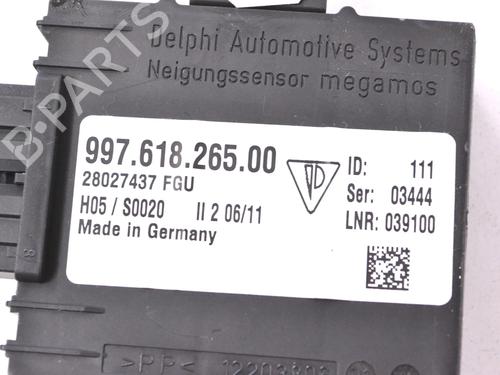 Delphi Automotive Systems
Neigungssensor megamos
B-PARTS
997.618.265.00
28027437 FGU
H05 / S0020 II 2 06/11
Made in Germany
ID: 111
Ser: 03444
LNR: 039100
>PP<